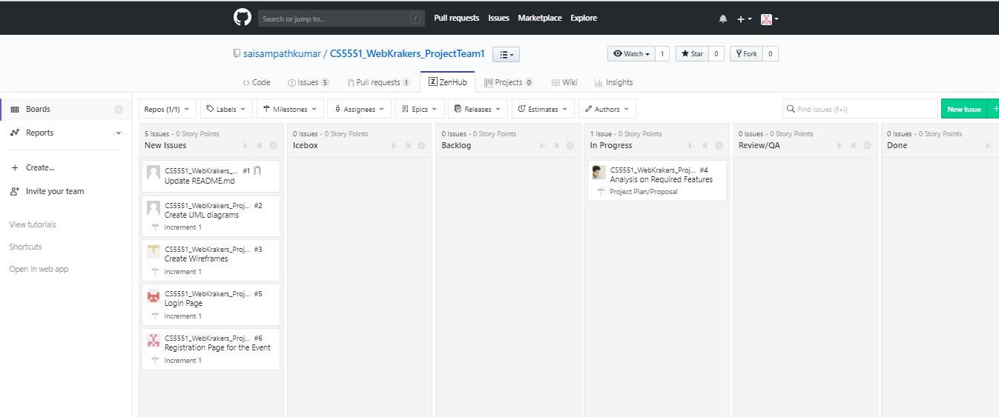 Search or jump to...
/
Pull requests
Issues
Marketplace
Explore
saisampathkumar / CS5551_WebKrakers_ProjectTeam1
Watch
1
Star
0
Fork
0
Code
Issues 5
Pull requests 1
Z ZenHub
Projects 0
Wiki
Insights
Boards
Reports
Create...
Invite your team
View tutorials
Shortcuts
Open in web app
Repos (1/1)
Labels
Milestones
Assignees
Epics
Releases
Estimates
Authors
Find issues (f+i)
New Issue
5 Issues - 0 Story Points
New Issues
CS5551_WebKrakers_... #1
Update README.md
CS5551_WebKrakers_Proj... #2
Create UML diagrams
Increment 1
CS5551_WebKrakers_Proj... #3
Create Wireframes
Increment 1
CS5551_WebKrakers_Proj... #5
Login Page
Increment 1
CS5551_WebKrakers_Proj... #6
Registration Page for the Event
Increment 1
0 Issues - 0 Story Points
Icebox
0 Issues - 0 Story Points
Backlog
1 Issue - 0 Story Points
In Progress
CS5551_WebKrakers_Proj... #4
Analysis on Required Features
Project Plan/Proposal
0 Issues - 0 Story Points
Review/QA
0 Issues - 0 Story Points
Done